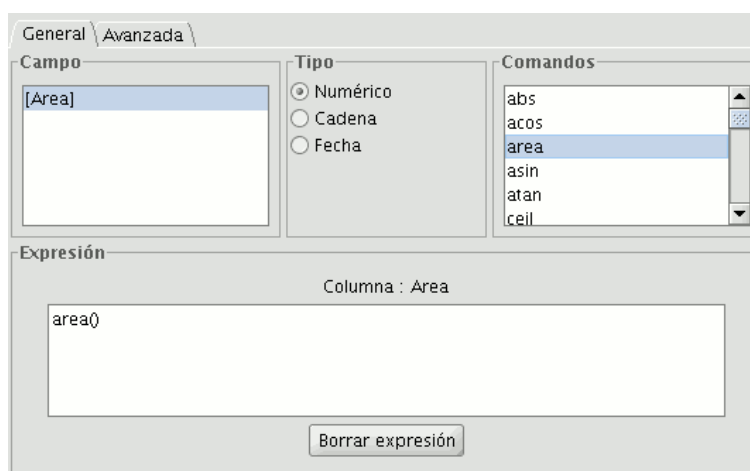 General Avanzada
Campo
[Area]
Tipo
Numérico
Cadena
Fecha
Comandos
abs
acos
area
asin
atan
ceil
Expresión
Columna : Area
area()
Borrar expresión